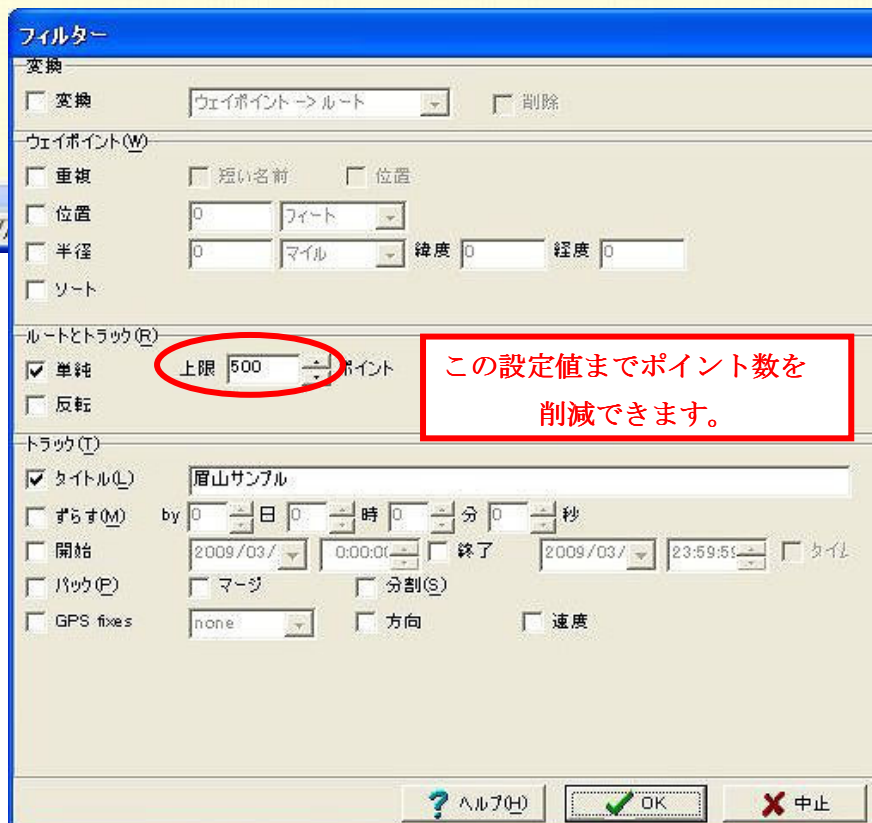 フィルター
変換
変換 ウェイポイント -> ルート 削除
ウェイポイント(W)
重複 短い名前 位置
位置 0 フィート
半径 0 マイル 緯度 0 経度 0
ソート
ルートとトラック(R)
単純 上限 500 ポイント
反転
この設定値までポイント数を
削減できます。
トラック(T)
タイトル(L) 眉山サンプル
ずらす(M) by 0 日 0 時 0 分 0 秒
開始 2009/03/ 0:00:00 終了 2009/03/ 23:59:59
パック(P) マージ 分割(S)
GPS fixes none 方向 速度
ヘルプ(H) OK 中止